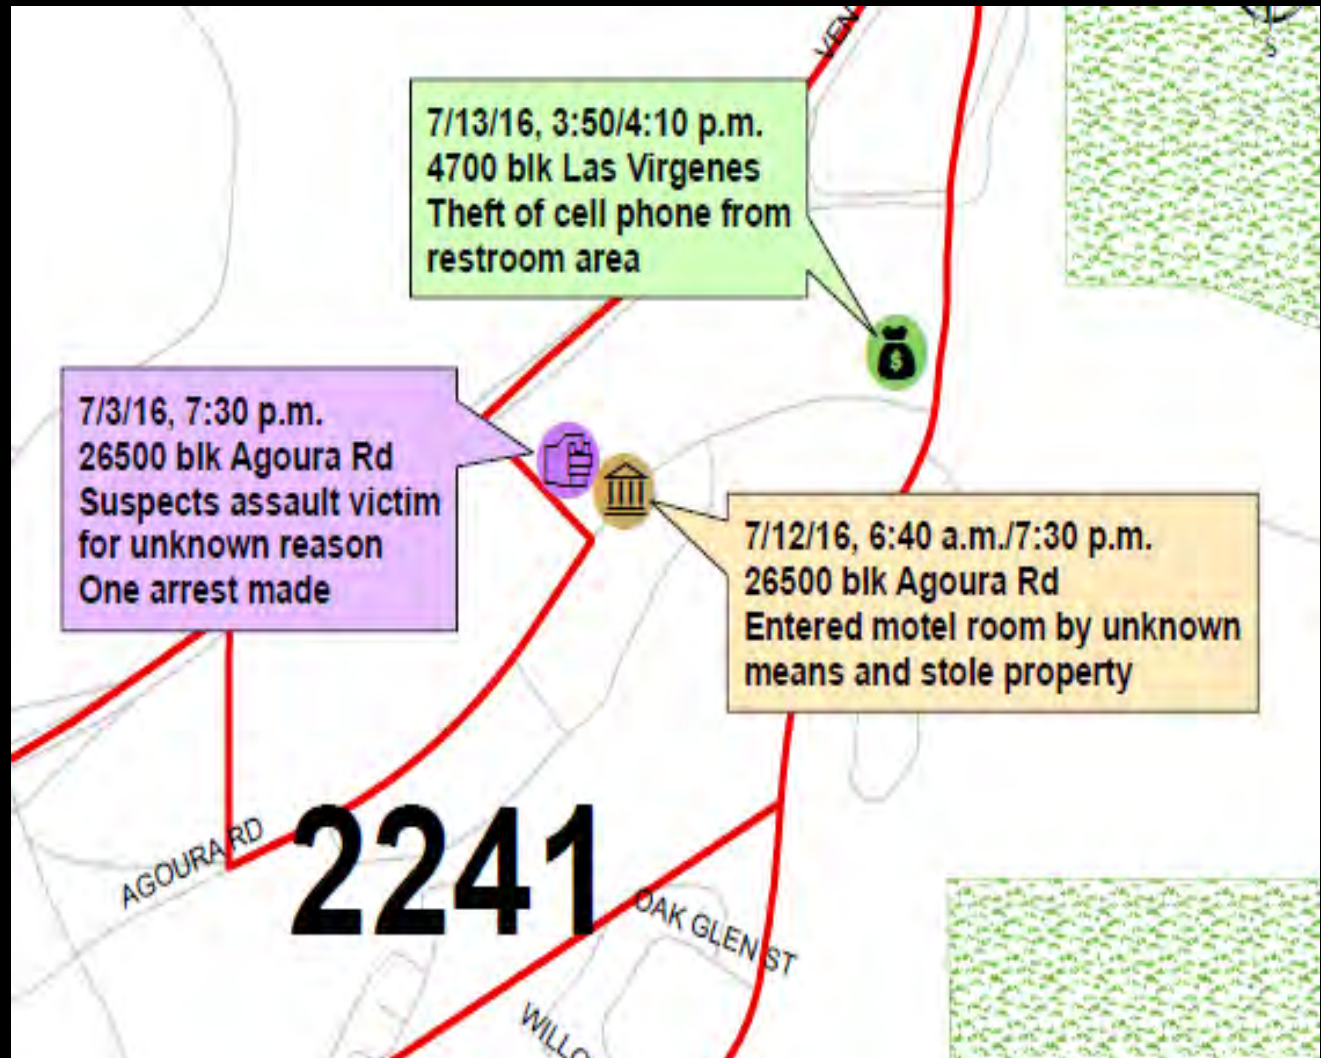 VEN
S
7/13/16, 3:50/4:10 p.m.
4700 blk Las Virgenes
Theft of cell phone from
restroom area
$
7/3/16, 7:30 p.m.
26500 blk Agoura Rd
Suspects assault victim
for unknown reason
One arrest made
7/12/16, 6:40 a.m./7:30 p.m.
26500 blk Agoura Rd
Entered motel room by unknown
means and stole property
AGOURA RD
2241
OAK GLEN ST
WILLO